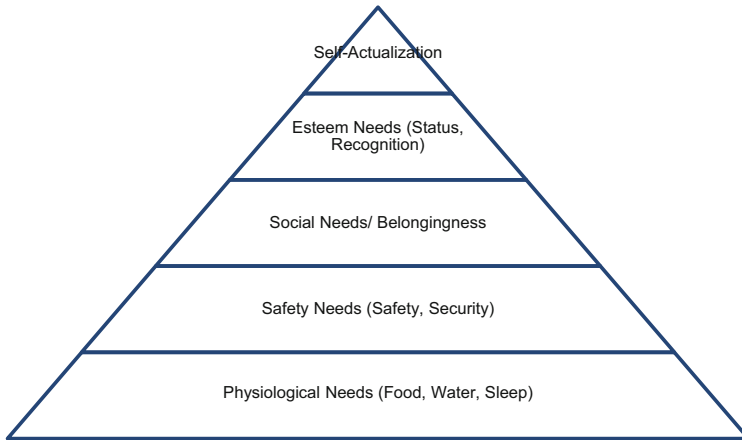 Self-Actualization
Esteem Needs (Status,
Recognition)
Social Needs/ Belongingness
Safety Needs (Safety, Security)
Physiological Needs (Food, Water, Sleep)